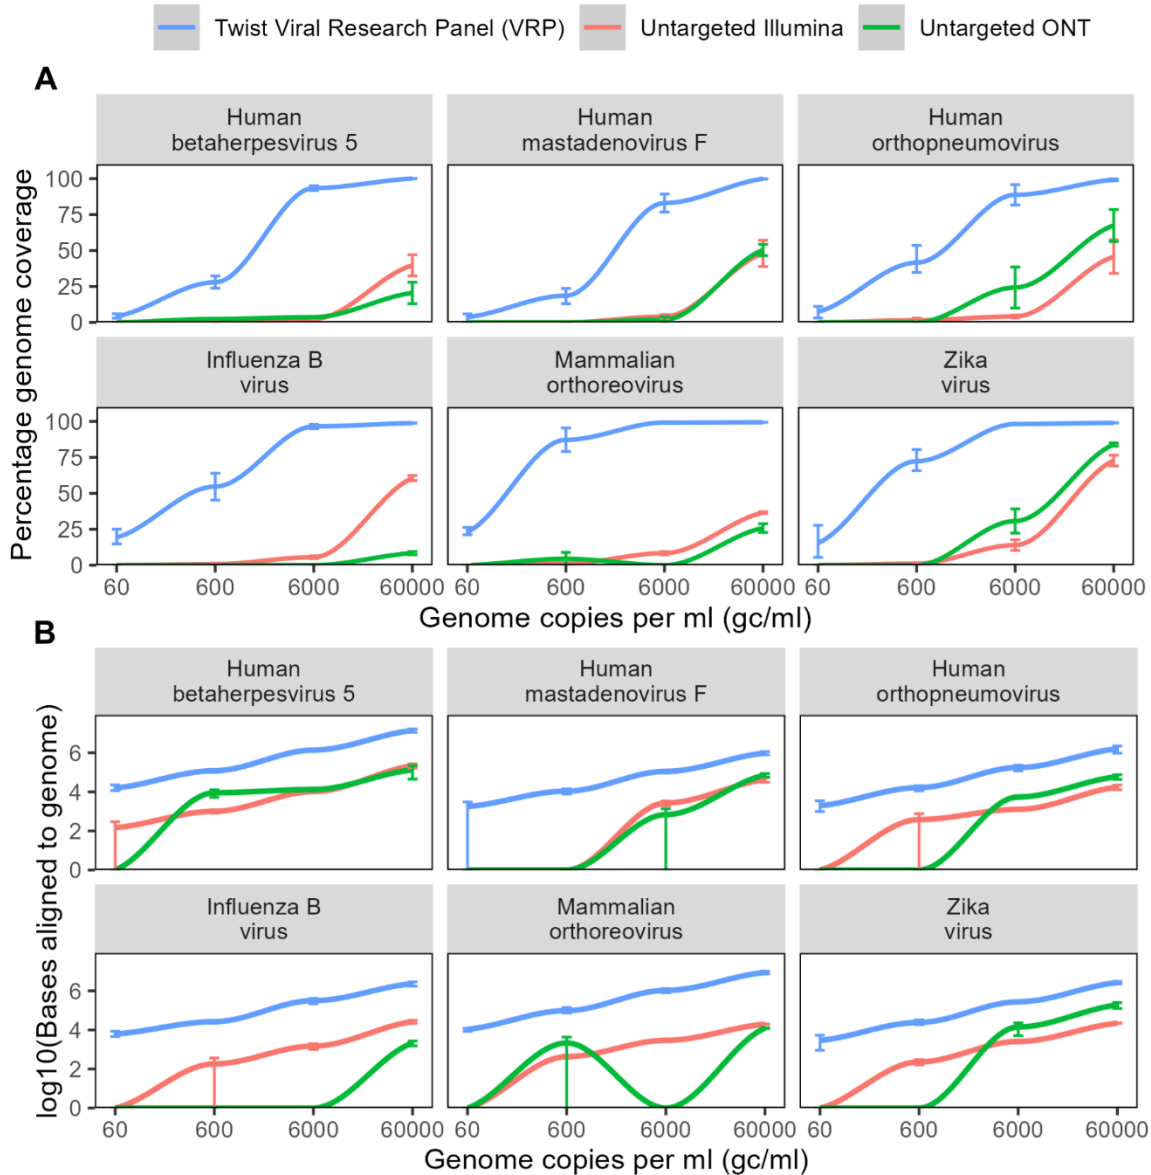 Twist Viral Research Panel (VRP) Untargeted Illumina Untargeted ONT
A
Human betaherpesvirus 5
Human mastadenovirus F
Human orthopneumovirus
100
75
50
25
0
Influenza B virus
Mammalian orthoreovirus
Zika virus
100
75
50
25
0
Percentage genome coverage
60 600 6000 60000 60 600 6000 60000 60 600 6000 60000
Genome copies per ml (gc/ml)
B
Human betaherpesvirus 5
Human mastadenovirus F
Human orthopneumovirus
6
4
2
0
Influenza B virus
Mammalian orthoreovirus
Zika virus
6
4
2
0
log10(Bases aligned to genome)
60 600 6000 60000 60 600 6000 60000 60 600 6000 60000
Genome copies per ml (gc/ml)